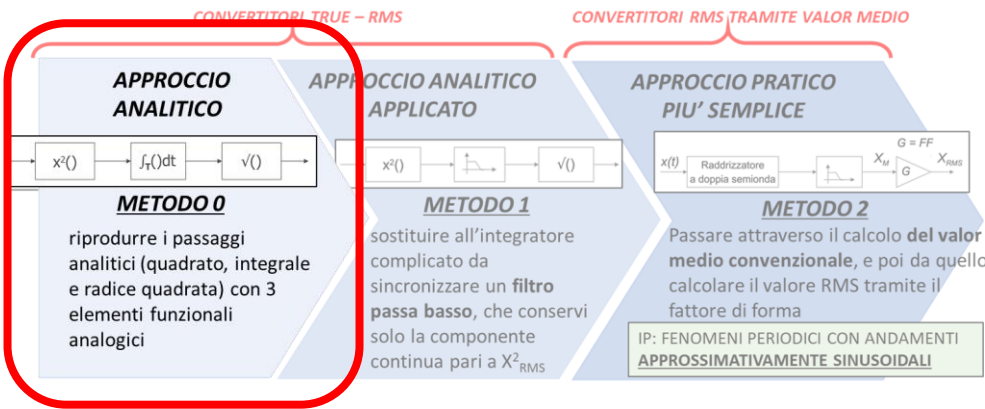 CONVERTITORI TRUE – RMS
CONVERTITORI RMS TRAMITE VALOR MEDIO
APPROCCIO
ANALITICO
x²()
∫T()dt
√()
METODO 0
riprodurre i passaggi
analitici (quadrato, integrale
e radice quadrata) con 3
elementi funzionali
analogici
APPROCCIO ANALITICO
APPLICATO
x²()
√()
METODO 1
sostituire all'integratore
complicato da
sincronizzare un filtro
passa basso, che conservi
solo la componente
continua pari a X²RMS
APPROCCIO PRATICO
PIU' SEMPLICE
x(t)
Raddrizzatore
a doppia semionda
XM
G = FF
G
XRMS
METODO 2
Passare attraverso il calcolo del valor
medio convenzionale, e poi da quello
calcolare il valore RMS tramite il
fattore di forma
IP: FENOMENI PERIODICI CON ANDAMENTI
APPROSSIMATIVAMENTE SINUSOIDALI